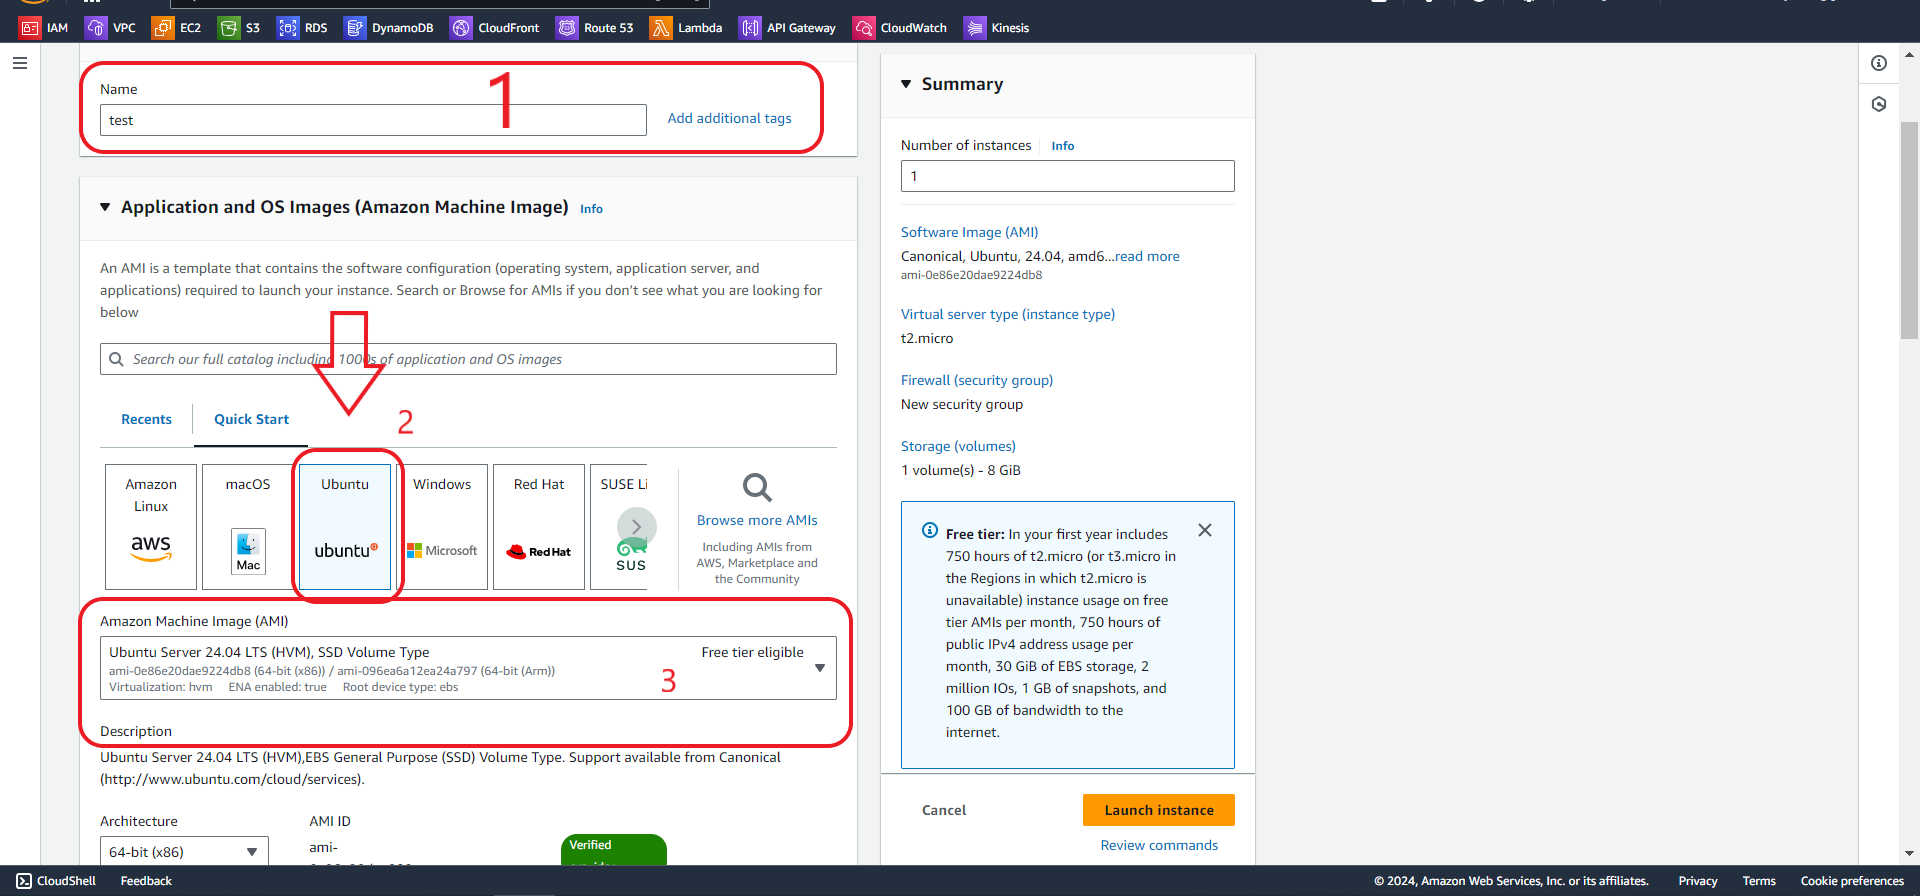 IAM VPC EC2 S3 RDS DynamoDB CloudFront Route 53 Lambda API Gateway CloudWatch Kinesis
Name
test
Add additional tags
1
Application and OS Images (Amazon Machine Image) Info
An AMI is a template that contains the software configuration (operating system, application server, and
applications) required to launch your instance. Search or Browse for AMIs if you don't see what you are looking for
below
Search our full catalog including 1000s of application and OS images
Recents
Quick Start
2
Amazon
Linux
aws
macOS
Mac
Ubuntu
ubuntu
Windows
Microsoft
Red Hat
Red Hat
SUSE Li
SUS
Browse more AMIs
Including AMIs from
AWS, Marketplace and
the Community
Amazon Machine Image (AMI)
Ubuntu Server 24.04 LTS (HVM), SSD Volume Type
Free tier eligible
ami-0e86e20dae9224db8 (64-bit (x86)) / ami-096ea6a12ea24a797 (64-bit (Arm))
Virtualization: hvm ENA enabled: true Root device type: ebs
3
Description
Ubuntu Server 24.04 LTS (HVM),EBS General Purpose (SSD) Volume Type. Support available from Canonical
(http://www.ubuntu.com/cloud/services).
Architecture
64-bit (x86)
AMI ID
ami-
Verified
Summary
Number of instances Info
1
Software Image (AMI)
Canonical, Ubuntu, 24.04, amd6...read more
ami-0e86e20dae9224db8
Virtual server type (instance type)
t2.micro
Firewall (security group)
New security group
Storage (volumes)
1 volume(s) - 8 GiB
Free tier: In your first year includes
750 hours of t2.micro (or t3.micro in
the Regions in which t2.micro is
unavailable) instance usage on free
tier AMIs per month, 750 hours of
public IPv4 address usage per
month, 30 GiB of EBS storage, 2
million IOs, 1 GB of snapshots, and
100 GB of bandwidth to the
internet.
Cancel
Launch instance
Review commands
CloudShell Feedback
© 2024, Amazon Web Services, Inc. or its affiliates. Privacy Terms Cookie preferences